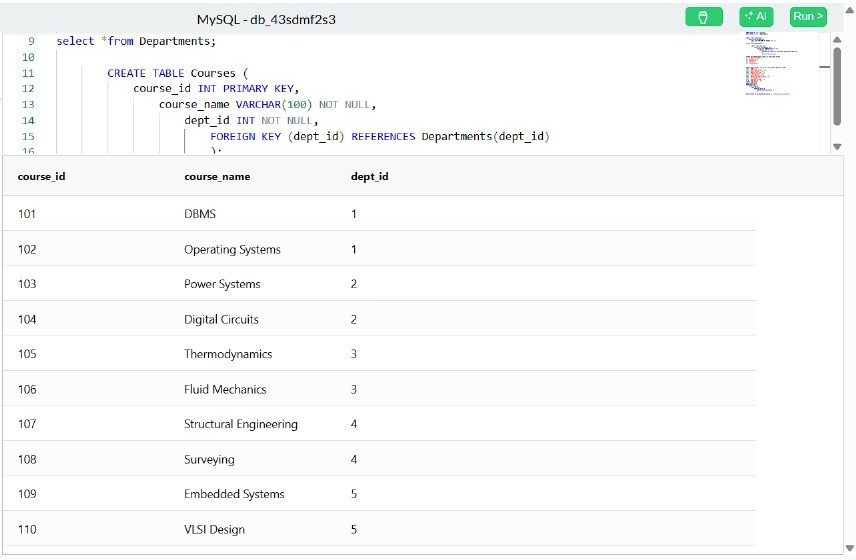 MySQL - db_43sdmf2s3
AI
Run >
9 select *from Departments;
10
11 CREATE TABLE Courses (
12 course_id INT PRIMARY KEY,
13 course_name VARCHAR(100) NOT NULL,
14 dept_id INT NOT NULL,
15 FOREIGN KEY (dept_id) REFERENCES Departments(dept_id)
16 );
course_id course_name dept_id
101 DBMS 1
102 Operating Systems 1
103 Power Systems 2
104 Digital Circuits 2
105 Thermodynamics 3
106 Fluid Mechanics 3
107 Structural Engineering 4
108 Surveying 4
109 Embedded Systems 5
110 VLSI Design 5